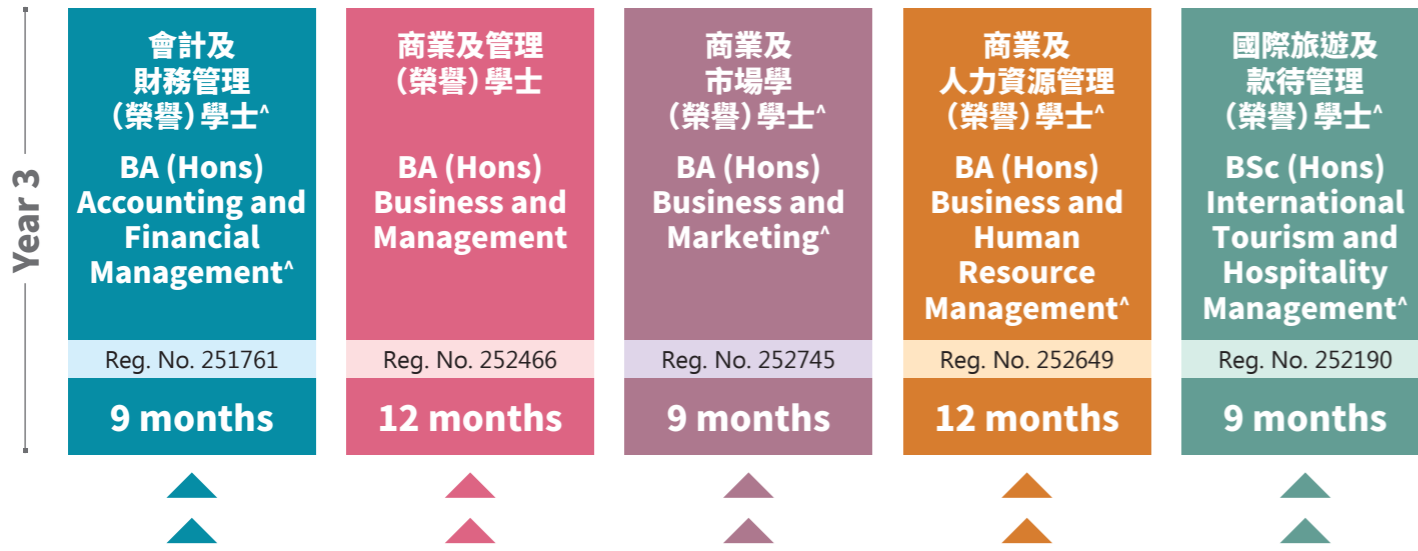 Year 3
會計及
財務管理
（榮譽）學士^
BA (Hons)
Accounting and
Financial
Management^
Reg. No. 251761
9 months
商業及管理
（榮譽）學士
BA (Hons)
Business and
Management
Reg. No. 252466
12 months
商業及
市場學
（榮譽）學士^
BA (Hons)
Business and
Marketing^
Reg. No. 252745
9 months
商業及
人力資源管理
（榮譽）學士^
BA (Hons)
Business and
Human
Resource
Management^
Reg. No. 252649
12 months
國際旅遊及
款待管理
（榮譽）學士^
BSc (Hons)
International
Tourism and
Hospitality
Management^
Reg. No. 252190
9 months